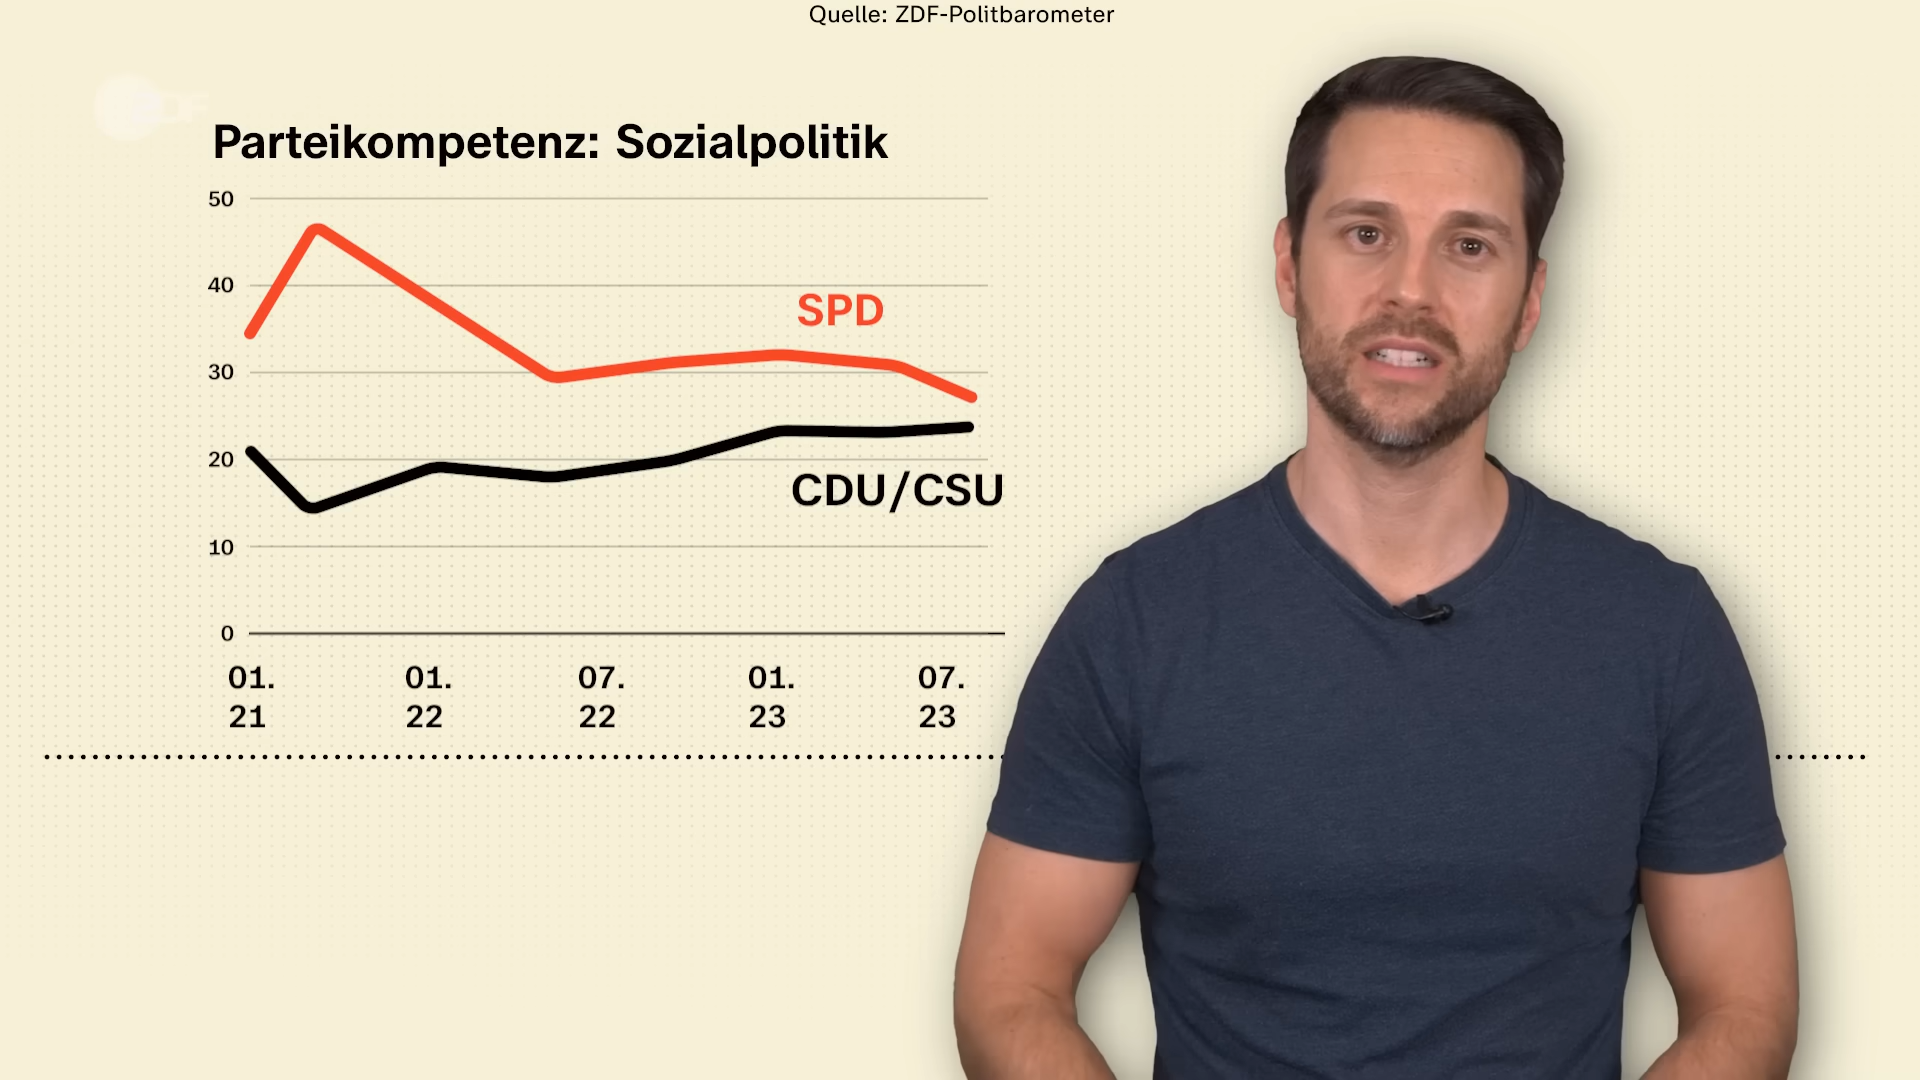 Quelle: ZDF-Politbarometer
ZDF
Parteikompetenz: Sozialpolitik
50
40
30
20
10
0
SPD
CDU/CSU
01. 01. 07. 01. 07.
21 22 22 23 23